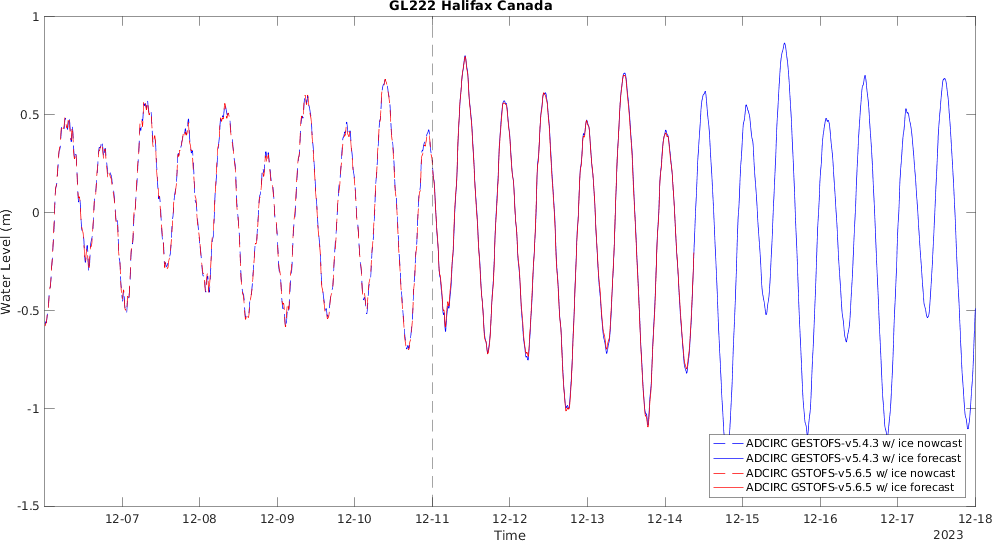 GL222 Halifax Canada
Water Level (m)
1
0.5
0
-0.5
-1
-1.5
ADCIRC GESTOFS-v5.4.3 w/ ice nowcast
ADCIRC GESTOFS-v5.4.3 w/ ice forecast
ADCIRC GSTOFS-v5.6.5 w/ ice nowcast
ADCIRC GSTOFS-v5.6.5 w/ ice forecast
12-07 12-08 12-09 12-10 12-11 12-12 12-13 12-14 12-15 12-16 12-17 12-18
Time
2023